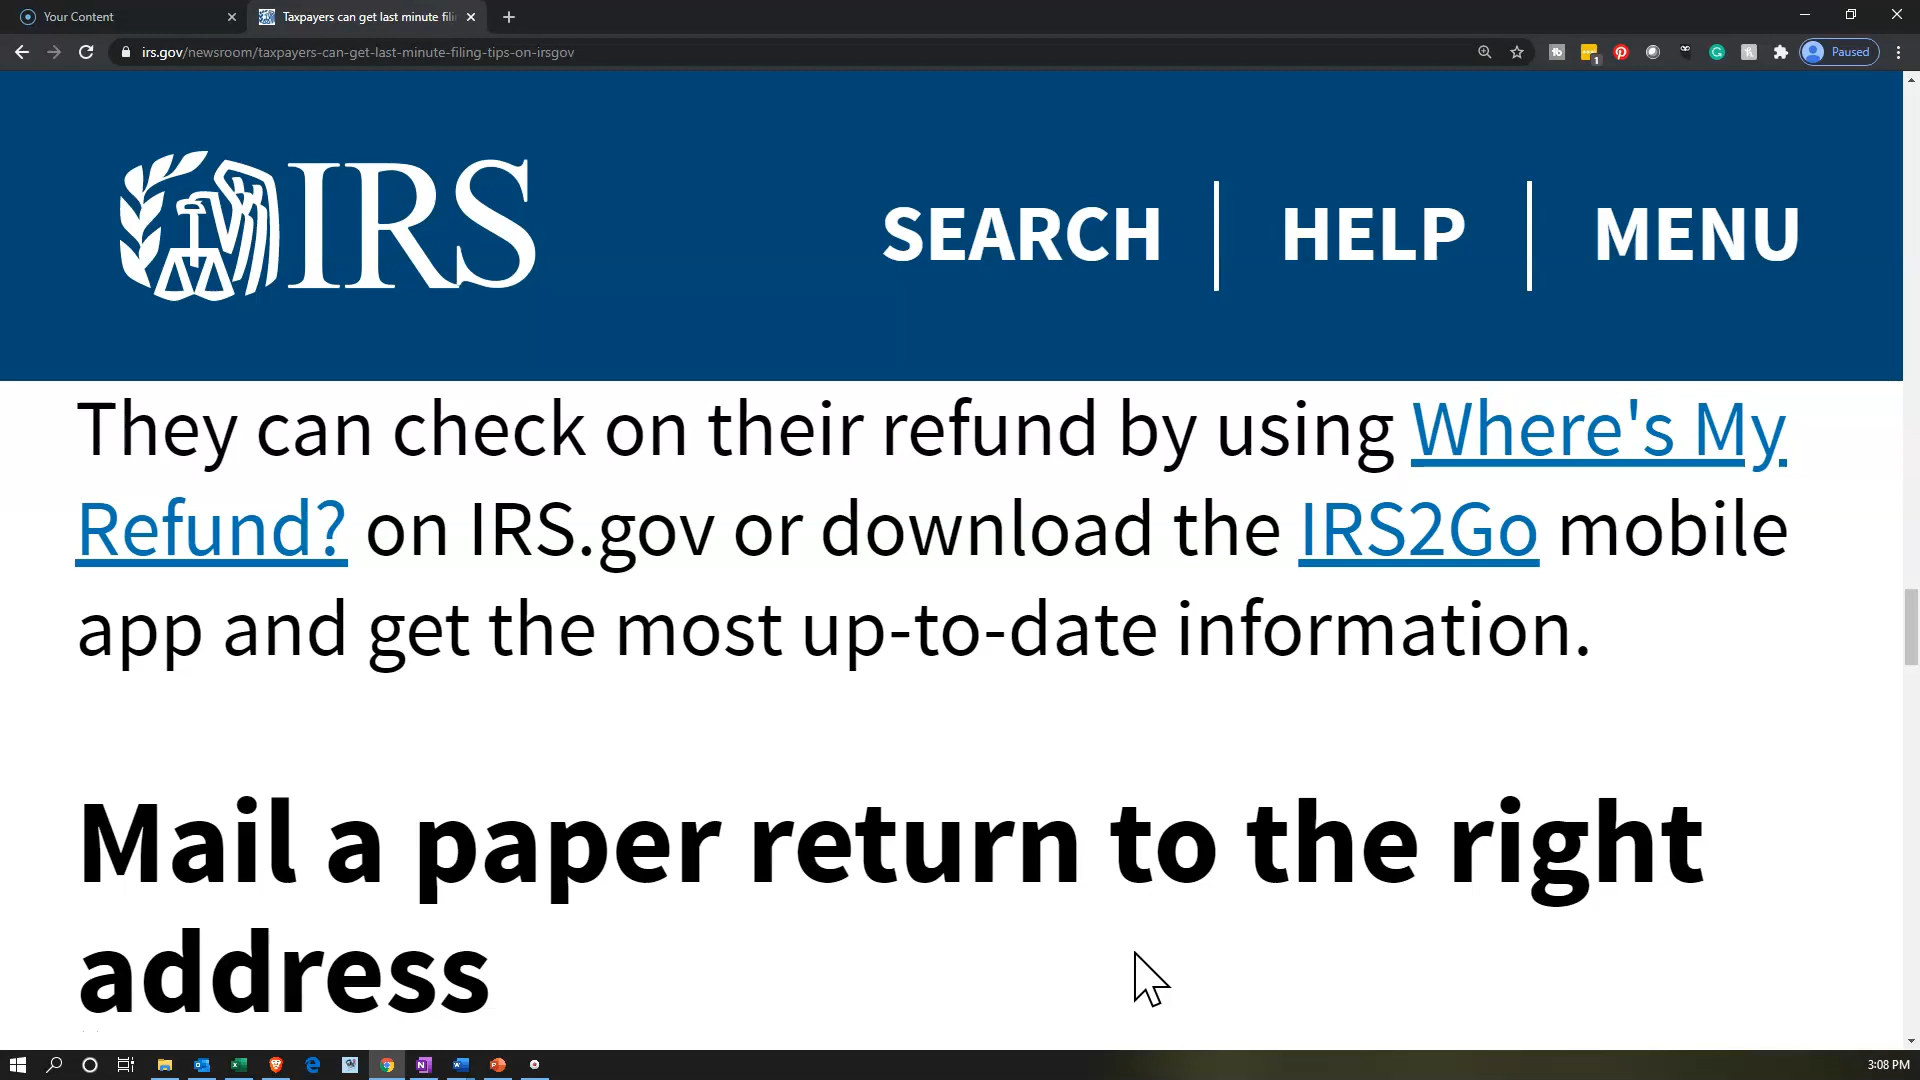 Your Content
Taxpayers can get last minute fili
irs.gov/newsroom/taxpayers-can-get-last-minute-filing-tips-on-irsgov
1
Paused
IRS
SEARCH
HELP
MENU
They can check on their refund by using Where's My
Refund? on IRS.gov or download the IRS2Go mobile
app and get the most up-to-date information.
Mail a paper return to the right
address
3:08 PM